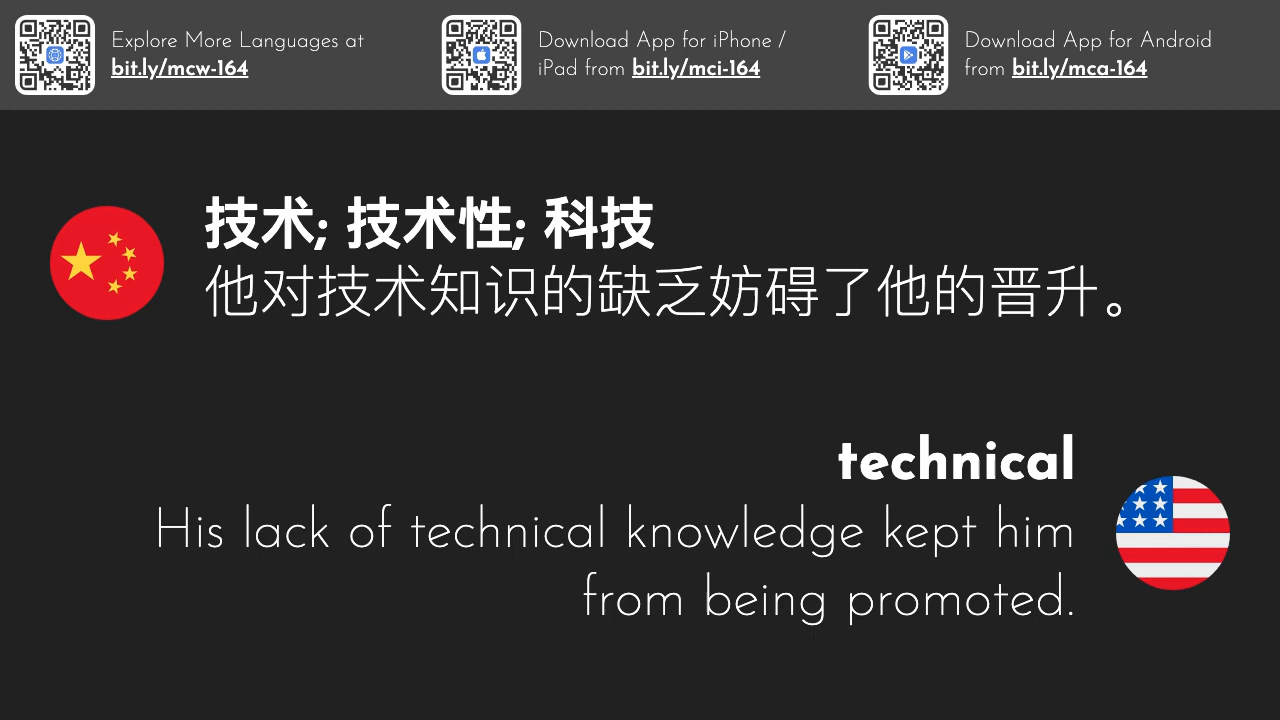 Explore More Languages at
bit.ly/mcw-164
Download App for iPhone /
iPad from bit.ly/mci-164
Download App for Android
from bit.ly/mca-164
技术; 技术性; 科技
他对技术知识的缺乏妨碍了他的晋升。
technical
His lack of technical knowledge kept him
from being promoted.